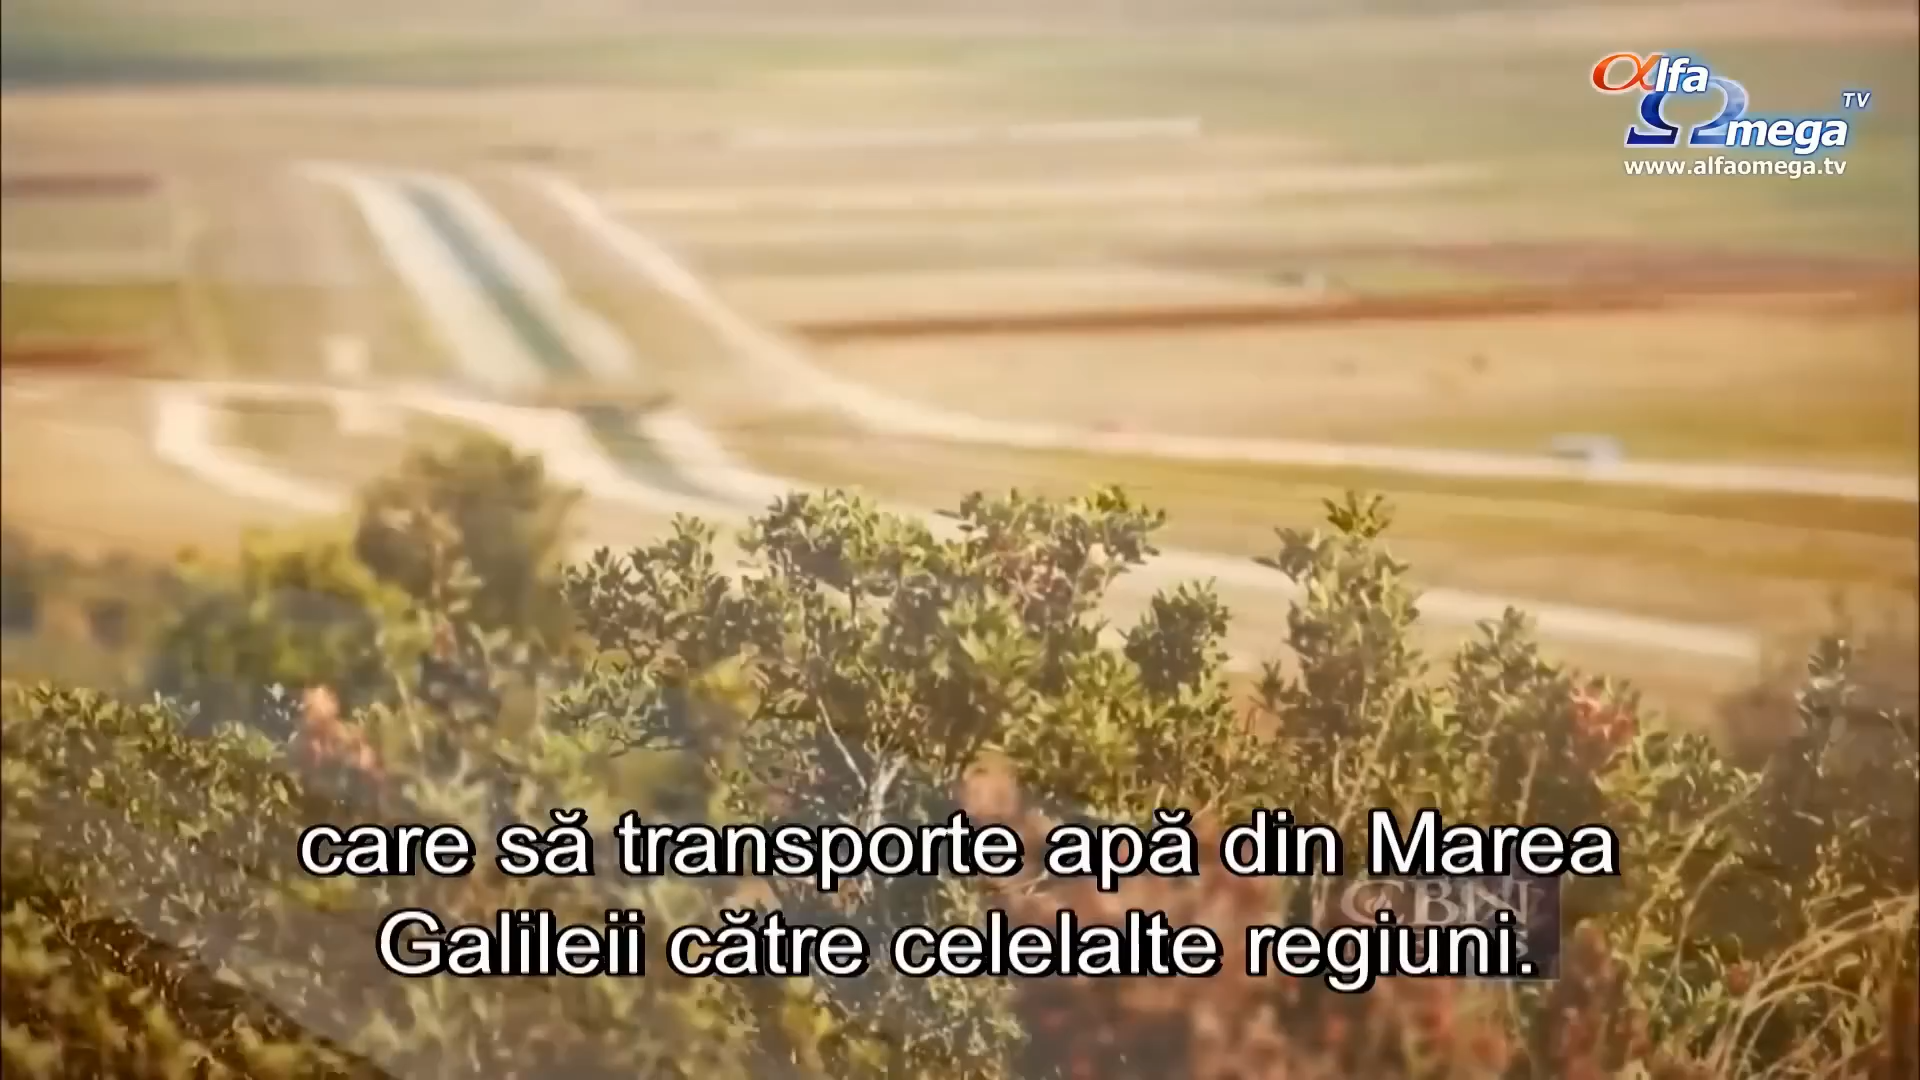 αlfa
Ωmega TV
www.alfaomega.tv
care să transporte apă din Marea
CBN
Galileii către celelalte regiuni.